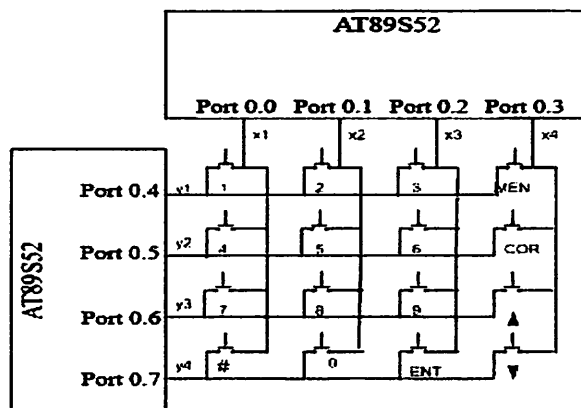 AT89S52
Port 0.0 Port 0.1 Port 0.2 Port 0.3
x1 x2 x3 x4
AT89S52
Port 0.4 y1 1 2 3 MEN
Port 0.5 y2 4 5 6 COR
Port 0.6 y3 7 8 9 ▲
Port 0.7 y4 # 0 ENT ▼